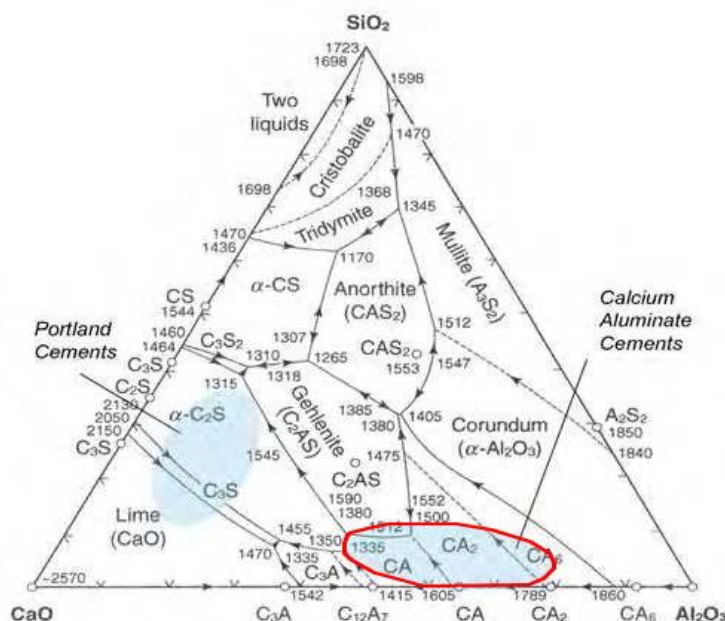 SiO₂
1723
1698
1598
Two
liquids
1470
Cristobalite
1698
1368
1345
Tridymite
1470
1436
1170
Mullite (A₃S₂)
α-CS
Anorthite
(CAS₂)
Calcium
Aluminate
Cements
CS
1544
Portland
Cements
1460
1464
C₃S₂
1307
1512
CAS₂
1553
1547
C₃S
1310
1265
1318
1315
C₂S
2130
2050
2150
α-C₂S
Gehlenite
(C₂AS)
1385
1405
1380
Corundum
(α-Al₂O₃)
A₂S₂
1850
1840
C₃S
1475
1545
C₂AS
C₃S
1590
1380
1552
1500
Lime
(CaO)
1455
1350
1512
1335
CA₂
CA₆
1470
1335
C₃A
CA
~2570
1542
1415
1605
1789
1860
CaO
C₃A
C₁₂A₇
CA
CA₂
CA₆
Al₂O₃